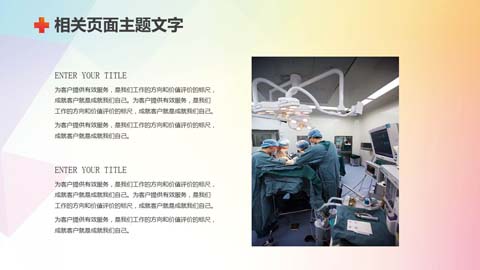 相关页面主题文字
ENTER YOUR TITLE
为客户提供有效服务，是我们工作的方向和价值评价的标尺，
成就客户就是成就我们自己。为客户提供有效服务，是我们
工作的方向和价值评价的标尺，成就客户就是成就我们自己。
为客户提供有效服务，是我们工作的方向和价值评价的标尺，
成就客户就是成就我们自己。
ENTER YOUR TITLE
为客户提供有效服务，是我们工作的方向和价值评价的标尺，
成就客户就是成就我们自己。为客户提供有效服务，是我们
工作的方向和价值评价的标尺，成就客户就是成就我们自己。
为客户提供有效服务，是我们工作的方向和价值评价的标尺，
成就客户就是成就我们自己。